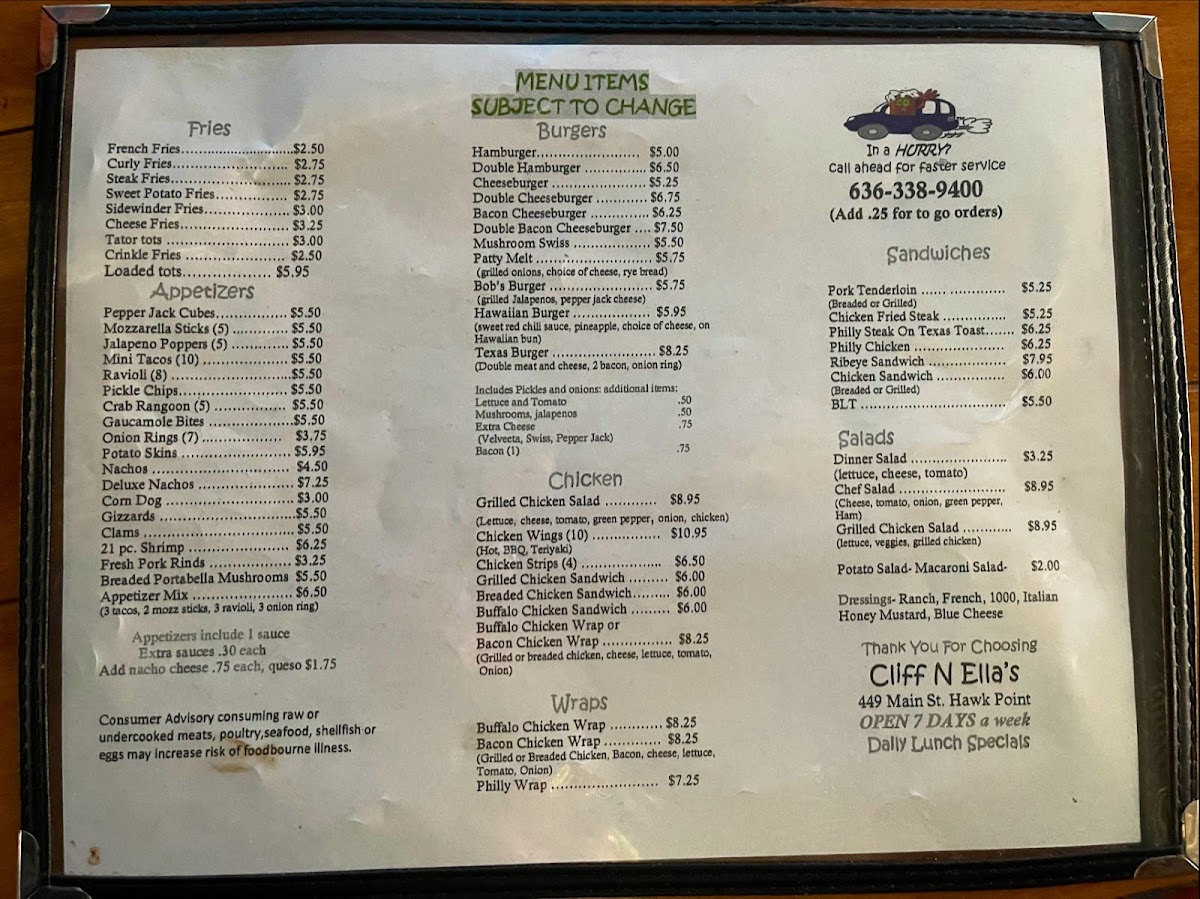 MENU ITEMS
SUBJECT TO CHANGE
Fries
French Fries..............................$2.50
Curly Fries............................. $2.75
Steak Fries.............................. $2.75
Sweet Potato Fries.................. $2.75
Sidewinder Fries..................... $3.00
Cheese Fries........................... $3.25
Tator tots .............................. $3.00
Crinkle Fries ......................... $2.50
Loaded tots................. $5.95
Appetizers
Pepper Jack Cubes................ $5.50
Mozzarella Sticks (5) ............... $5.50
Jalapeno Poppers (5) .............. $5.50
Mini Tacos (10) ..................... $5.50
Ravioli (8) ..............................$5.50
Pickle Chips............................$5.50
Crab Rangoon (5) ................ $5.50
Gaucamole Bites ....................$5.50
Onion Rings (7).................. $3.75
Potato Skins .......................... $5.95
Nachos ................................. $4.50
Deluxe Nachos ..................... $7.25
Corn Dog .............................. $3.00
Gizzards ................................$5.50
Clams .................................... $5.50
21 pc. Shrimp ...................... $6.25
Fresh Pork Rinds .................. $3.25
Breaded Portabella Mushrooms $5.50
Appetizer Mix ....................... $6.50
(3 tacos, 2 mozz sticks, 3 ravioli, 3 onion ring)
Appetizers include 1 sauce
Extra sauces .30 each
Add nacho cheese .75 each, queso $1.75
Consumer Advisory consuming raw or
undercooked meats, poultry,seafood, shellfish or
eggs may increase risk of foodbourne illness.
Burgers
Hamburger......................... $5.00
Double Hamburger ............... $6.50
Cheeseburger ....................... $5.25
Double Cheeseburger ............ $6.75
Bacon Cheeseburger ............. $6.25
Double Bacon Cheeseburger .... $7.50
Mushroom Swiss .................. $5.50
Patty Melt ............................ $5.75
(grilled onions, choice of cheese, rye bread)
Bob's Burger ........................ $5.75
(grilled Jalapenos, pepper jack cheese)
Hawaiian Burger ................... $5.95
(sweet red chili sauce, pineapple, choice of cheese, on
Hawaiian bun)
Texas Burger ......................... $8.25
(Double meat and cheese, 2 bacon, onion ring)
Includes Pickles and onions: additional items:
Lettuce and Tomato .50
Mushrooms, jalapenos .50
Extra Cheese .75
(Velveeta, Swiss, Pepper Jack)
Bacon (1) .75
Chicken
Grilled Chicken Salad ............ $8.95
(Lettuce, cheese, tomato, green pepper, onion, chicken)
Chicken Wings (10) ................ $10.95
(Hot, BBQ, Teriyaki)
Chicken Strips (4) ................... $6.50
Grilled Chicken Sandwich ......... $6.00
Breaded Chicken Sandwich......... $6.00
Buffalo Chicken Sandwich ......... $6.00
Buffalo Chicken Wrap or
Bacon Chicken Wrap ................ $8.25
(Grilled or breaded chicken, cheese, lettuce, tomato,
Onion)
Wraps
Buffalo Chicken Wrap ............ $8.25
Bacon Chicken Wrap ............. $8.25
(Grilled or Breaded Chicken, Bacon, cheese, lettuce,
Tomato, Onion)
Philly Wrap ......................... $7.25
In a HURRY?
Call ahead for faster service
636-338-9400
(Add .25 for to go orders)
Sandwiches
Pork Tenderloin ...... .............. $5.25
(Breaded or Grilled)
Chicken Fried Steak ............... $5.25
Philly Steak On Texas Toast....... $6.25
Philly Chicken ...................... $6.25
Ribeye Sandwich ................... $7.95
Chicken Sandwich ................. $6.00
(Breaded or Grilled)
BLT ................................... $5.50
Salads
Dinner Salad ....................... $3.25
(lettuce, cheese, tomato)
Chef Salad .......................... $8.95
(Cheese, tomato, onion, green pepper,
Ham)
Grilled Chicken Salad ............ $8.95
(lettuce, veggies, grilled chicken)
Potato Salad- Macaroni Salad- $2.00
Dressings- Ranch, French, 1000, Italian
Honey Mustard, Blue Cheese
Thank You For Choosing
Cliff N Ella's
449 Main St. Hawk Point
OPEN 7 DAYS a week
Daily Lunch Specials